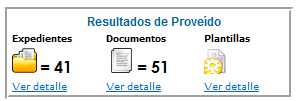 Resultados de Proveído
Expedientes Documentos Plantillas
= 41 = 51
Ver detalle Ver detalle Ver detalle